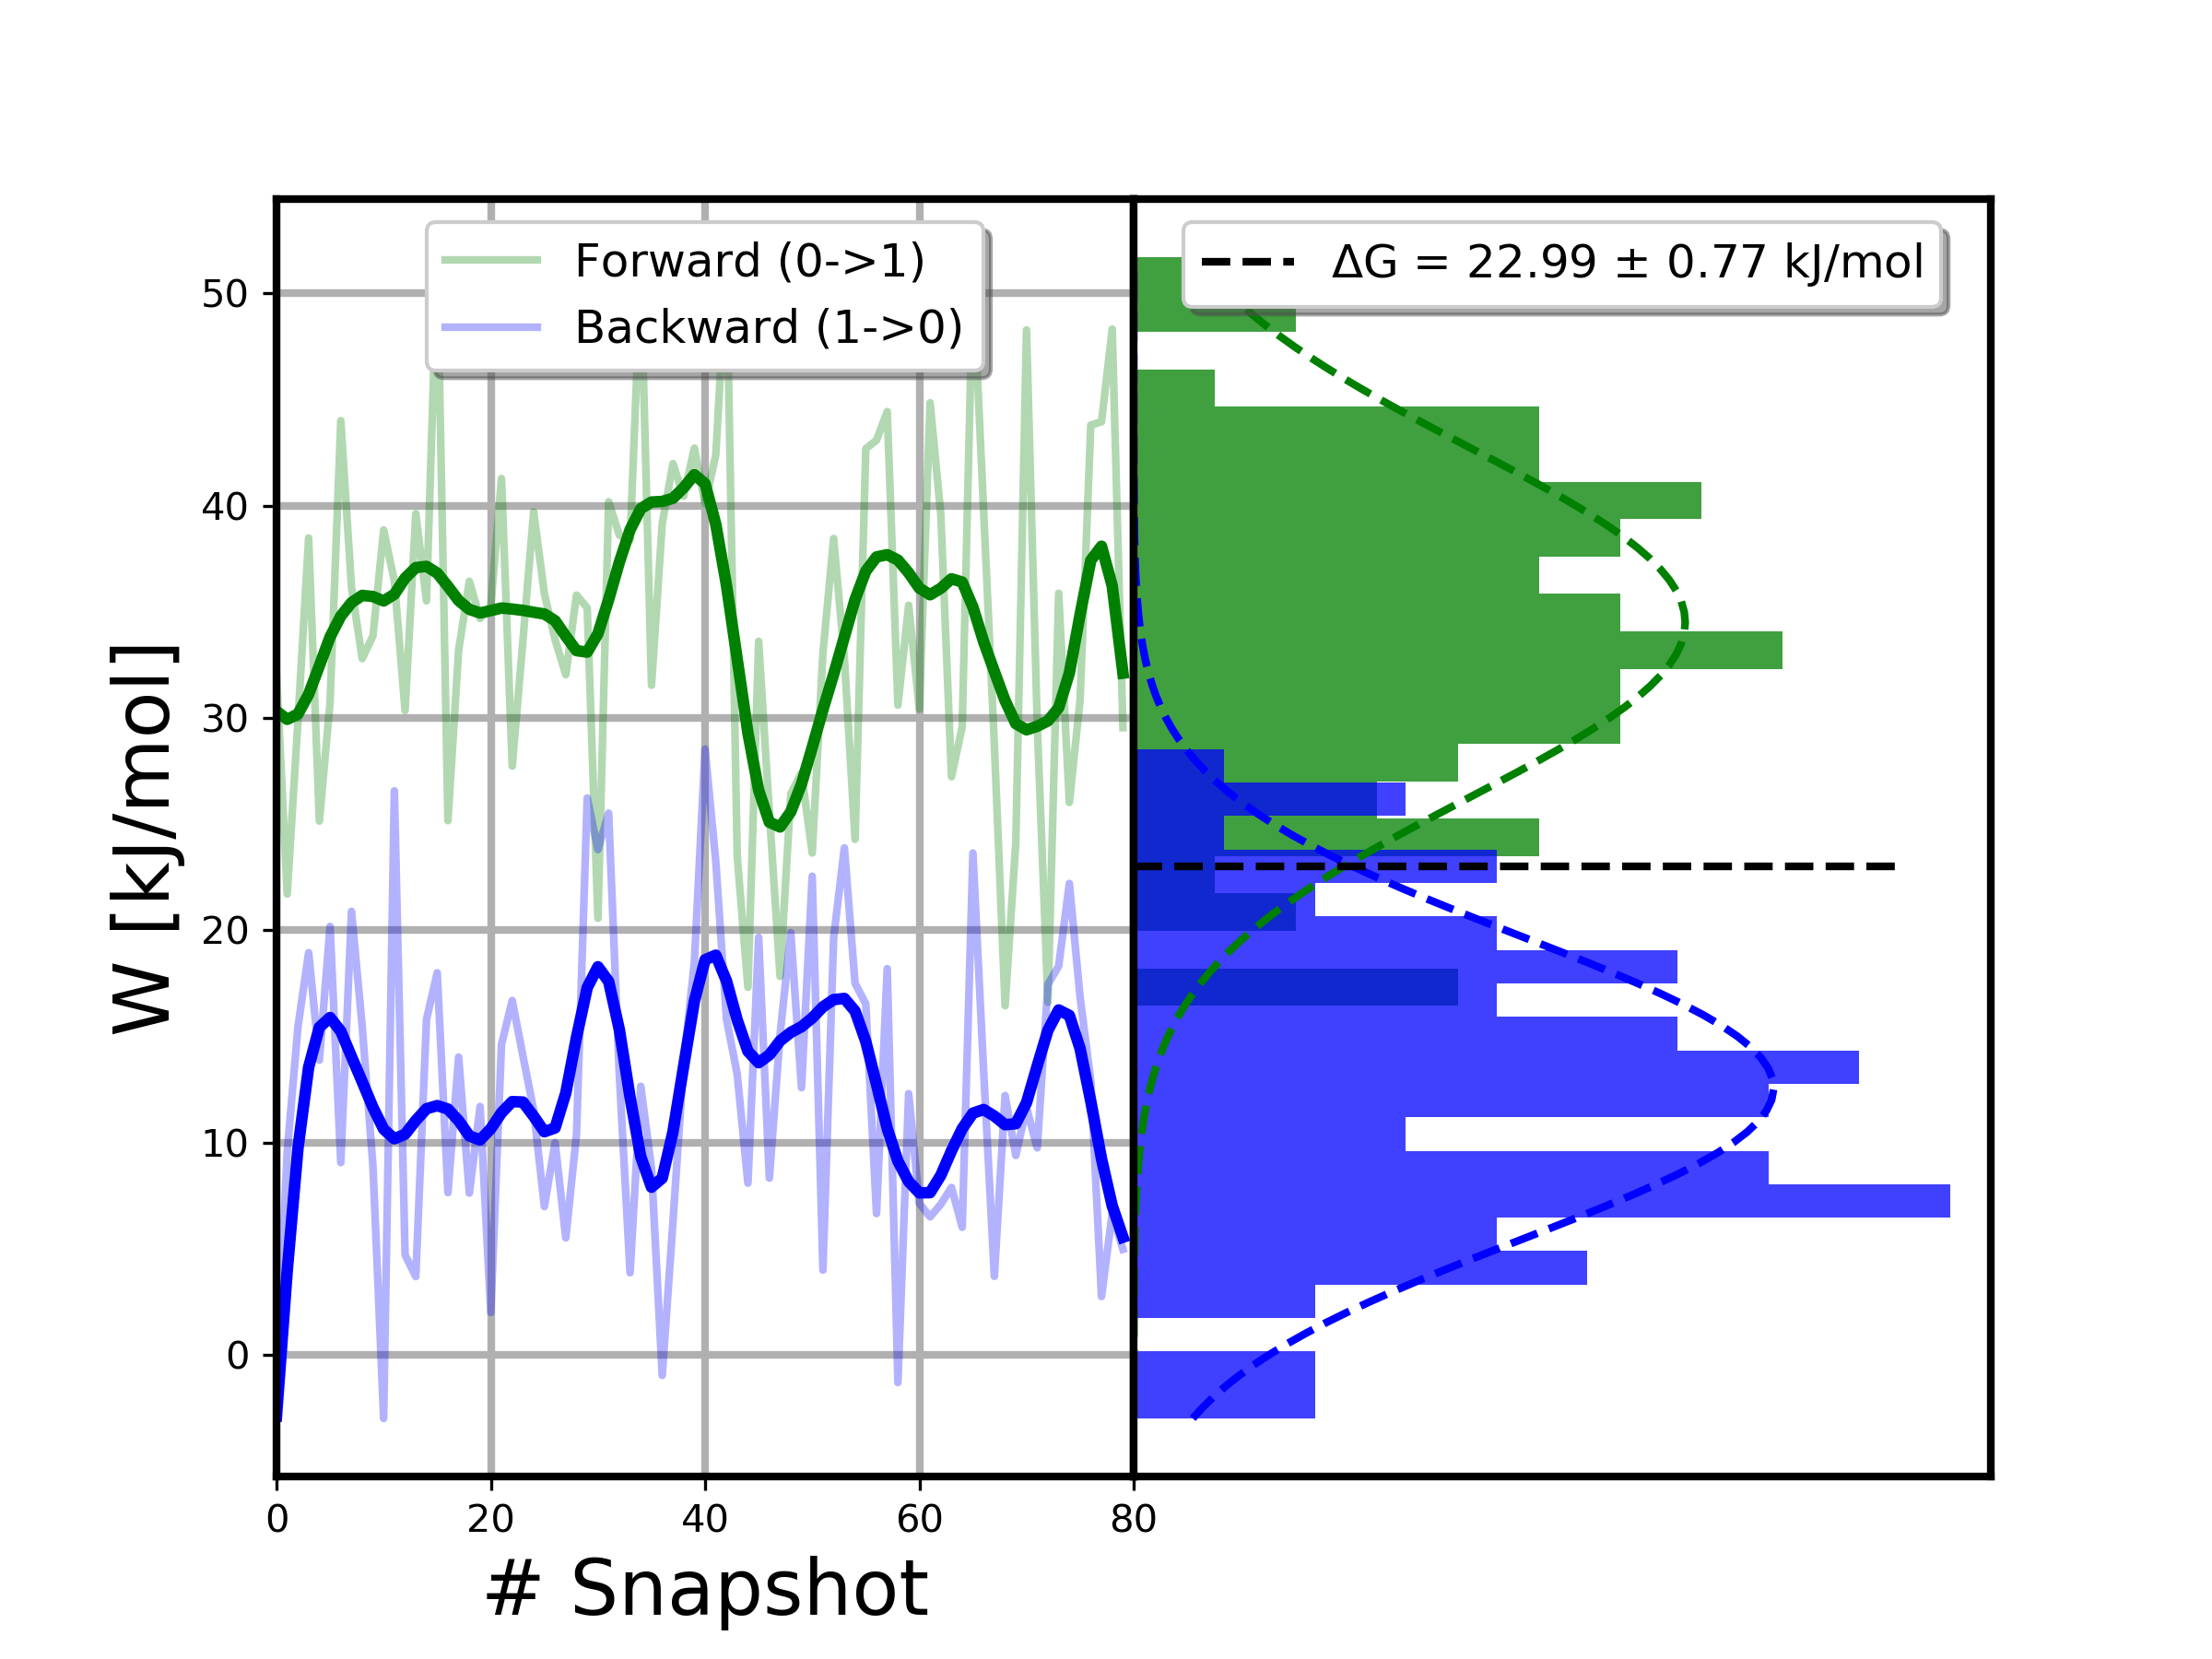 Forward (0->1)
Backward (1->0)
ΔG = 22.99 ± 0.77 kJ/mol
W [kJ/mol]
50
40
30
20
10
0
0 20 40 60 80
# Snapshot